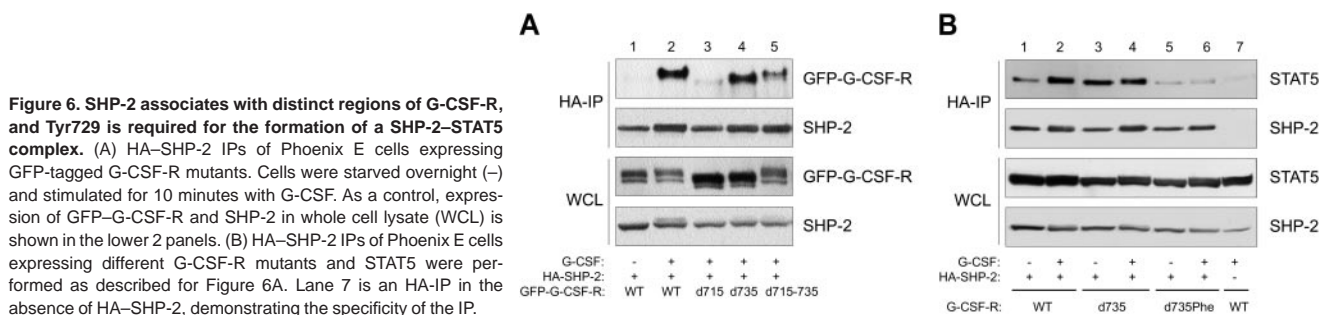 Figure 6. SHP-2 associates with distinct regions of G-CSF-R,
and Tyr729 is required for the formation of a SHP-2–STAT5
complex. (A) HA–SHP-2 IPs of Phoenix E cells expressing
GFP-tagged G-CSF-R mutants. Cells were starved overnight (–)
and stimulated for 10 minutes with G-CSF. As a control, expres-
sion of GFP–G-CSF-R and SHP-2 in whole cell lysate (WCL) is
shown in the lower 2 panels. (B) HA–SHP-2 IPs of Phoenix E cells
expressing different G-CSF-R mutants and STAT5 were per-
formed as described for Figure 6A. Lane 7 is an HA-IP in the
absence of HA–SHP-2, demonstrating the specificity of the IP.
A
1 2 3 4 5
HA-IP
GFP-G-CSF-R
SHP-2
WCL
GFP-G-CSF-R
SHP-2
G-CSF: - + + + +
HA-SHP-2: + + + + +
GFP-G-CSF-R: WT WT d715 d735 d715-735
B
1 2 3 4 5 6 7
HA-IP
STAT5
SHP-2
WCL
STAT5
SHP-2
G-CSF: - + - + - + +
HA-SHP-2: + + + + + + -
G-CSF-R: WT d735 d735Phe WT